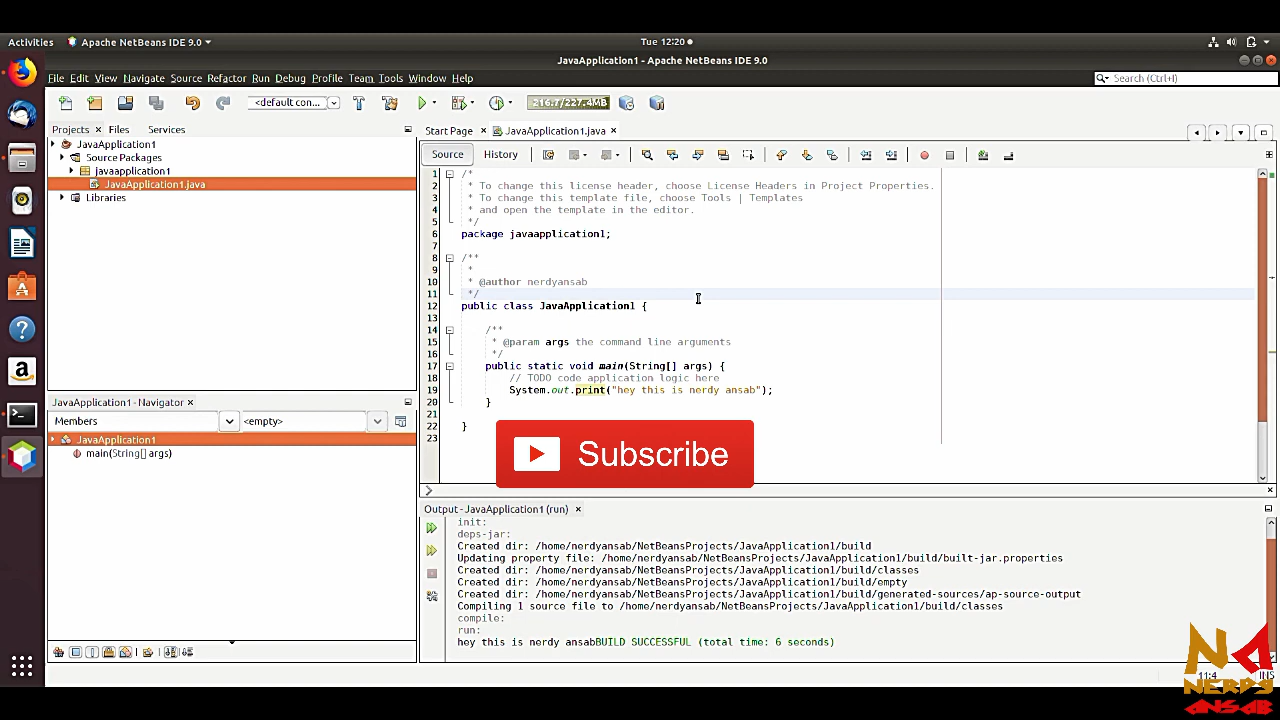 Activities
Apache NetBeans IDE 9.0
Tue 12:20
JavaApplication1 - Apache NetBeans IDE 9.0
File Edit View Navigate Source Refactor Run Debug Profile Team Tools Window Help
Search (Ctrl+I)
<default con...
216.7/227.4MB
Projects
Files
Services
JavaApplication1
Source Packages
javaapplication1
JavaApplication1.java
Libraries
JavaApplication1 - Navigator
Members
<empty>
JavaApplication1
main(String[] args)
Start Page
JavaApplication1.java
Source
History
1 /*
2 * To change this license header, choose License Headers in Project Properties.
3 * To change this template file, choose Tools | Templates
4 * and open the template in the editor.
5 */
6 package javaapplication1;
7
8 /**
9 *
10 * @author nerdyansab
11 */
12 public class JavaApplication1 {
13
14 /**
15 * @param args the command line arguments
16 */
17 public static void main(String[] args) {
18 // TODO code application logic here
19 System.out.print("hey this is nerdy ansab");
20 }
21
22 }
23
Subscribe
Output - JavaApplication1 (run)
init:
deps-jar:
Created dir: /home/nerdyansab/NetBeansProjects/JavaApplication1/build
Updating property file: /home/nerdyansab/NetBeansProjects/JavaApplication1/build/built-jar.properties
Created dir: /home/nerdyansab/NetBeansProjects/JavaApplication1/build/classes
Created dir: /home/nerdyansab/NetBeansProjects/JavaApplication1/build/empty
Created dir: /home/nerdyansab/NetBeansProjects/JavaApplication1/build/generated-sources/ap-source-output
Compiling 1 source file to /home/nerdyansab/NetBeansProjects/JavaApplication1/build/classes
compile:
run:
hey this is nerdy ansabBUILD SUCCESSFUL (total time: 6 seconds)
11:4
INS
NA
NERDY
ANSAB